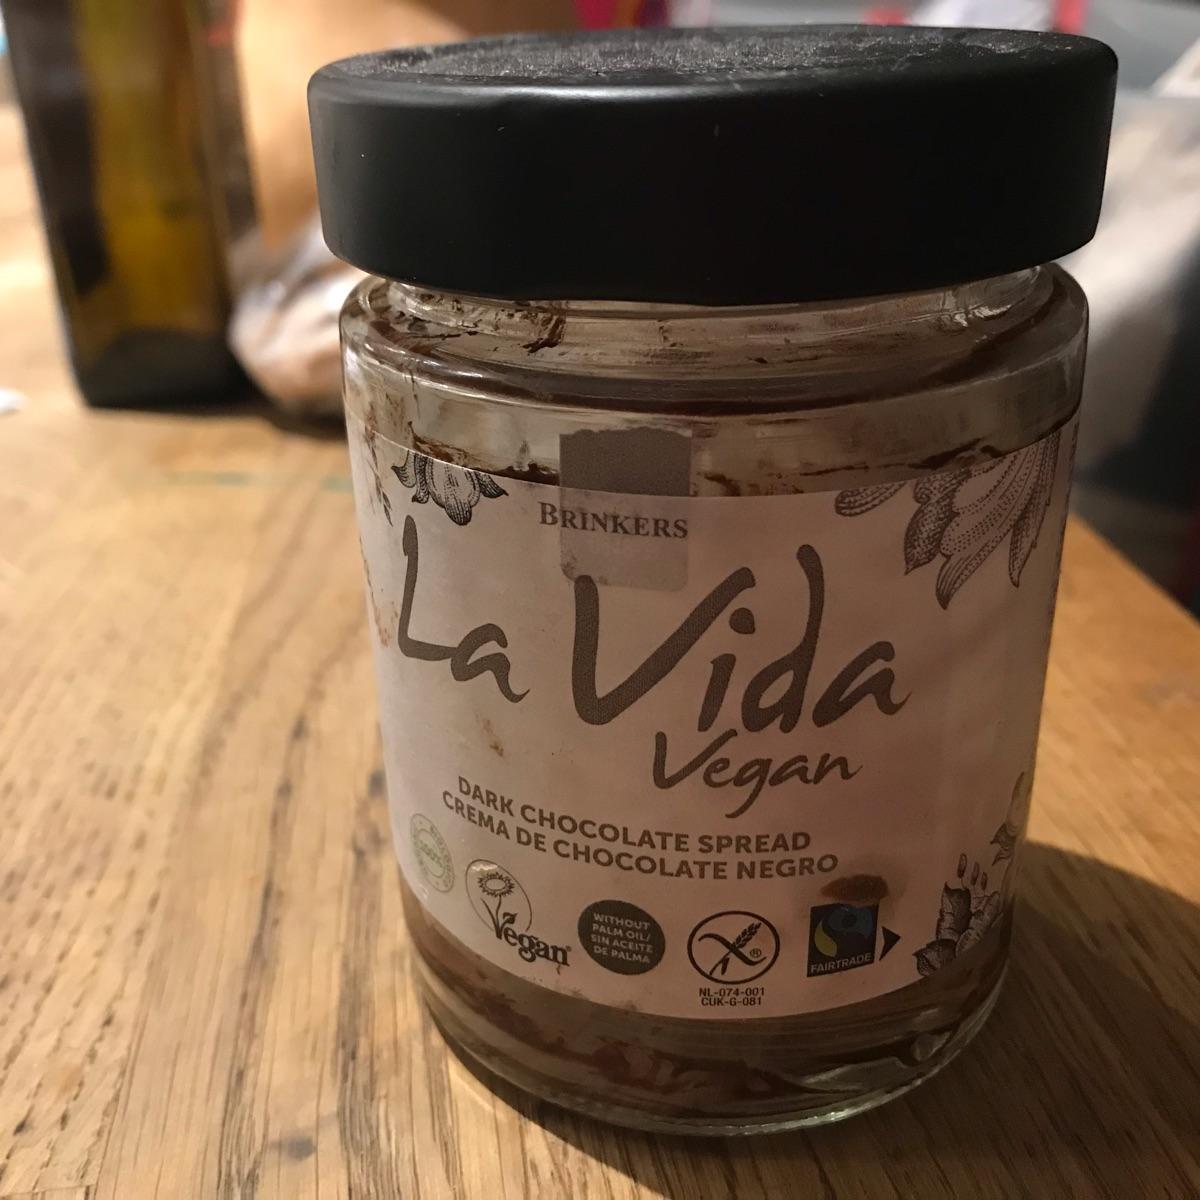 BRINKERS
La Vida
Vegan
DARK CHOCOLATE SPREAD
CREMA DE CHOCOLATE NEGRO
100%
Vegan
WITHOUT
PALM OIL/
SIN ACEITE
DE PALMA
®
NL-074-001
CUK-G-081
FAIRTRADE